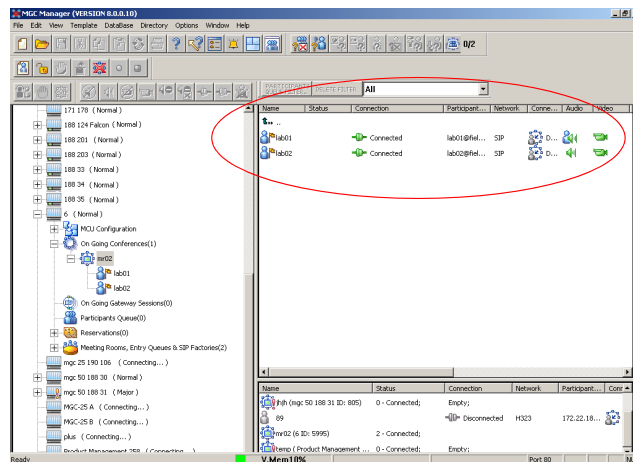 MGC Manager (VERSION 8.0.0.10)
File Edit View Template DataBase Directory Options Window Help
0/2
PARTICIPANTS QUEUE FILTER DELETE FILTER All
171 178 ( Normal )
188 124 Falcon ( Normal )
188 201 ( Normal )
188 203 ( Normal )
188 33 ( Normal )
188 34 ( Normal )
188 35 ( Normal )
6 ( Normal )
MCU Configuration
On Going Conferences(1)
mr02
lab01
lab02
On Going Gateway Sessions(0)
Participants Queue(0)
Reservations(0)
Meeting Rooms, Entry Queues & SIP Factories(2)
mgc 25 190 106 ( Connecting... )
mgc 50 188 30 ( Normal )
mgc 50 188 31 ( Major )
MGC-25 A ( Connecting... )
MGC-25 B ( Connecting... )
plus ( Connecting... )
Product Management 258 ( Connecting... )
Name Status Connection Participant... Network Conne... Audio Video
..
lab01 Connected lab01@fiel... SIP D...
lab02 Connected lab02@fiel... SIP D...
Name Status Connection Network Participant... Conr
jhjh (mgc 50 188 31 ID: 805) 0 - Connected; Empty;
89 Disconnected H323 172.22.18...
mr02 (6 ID: 5995) 2 - Connected;
temp ( Product Management ... 0 - Connected; Empty;
Ready V.Mem10% Port 80 NU